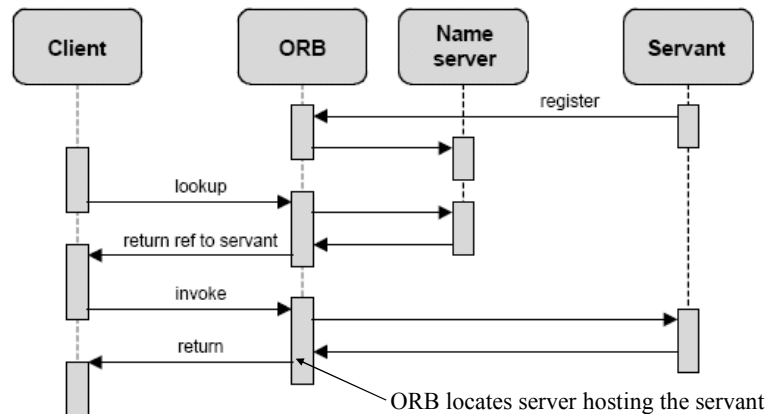 Client
ORB
Name
server
Servant
register
lookup
return ref to servant
invoke
return
ORB locates server hosting the servant